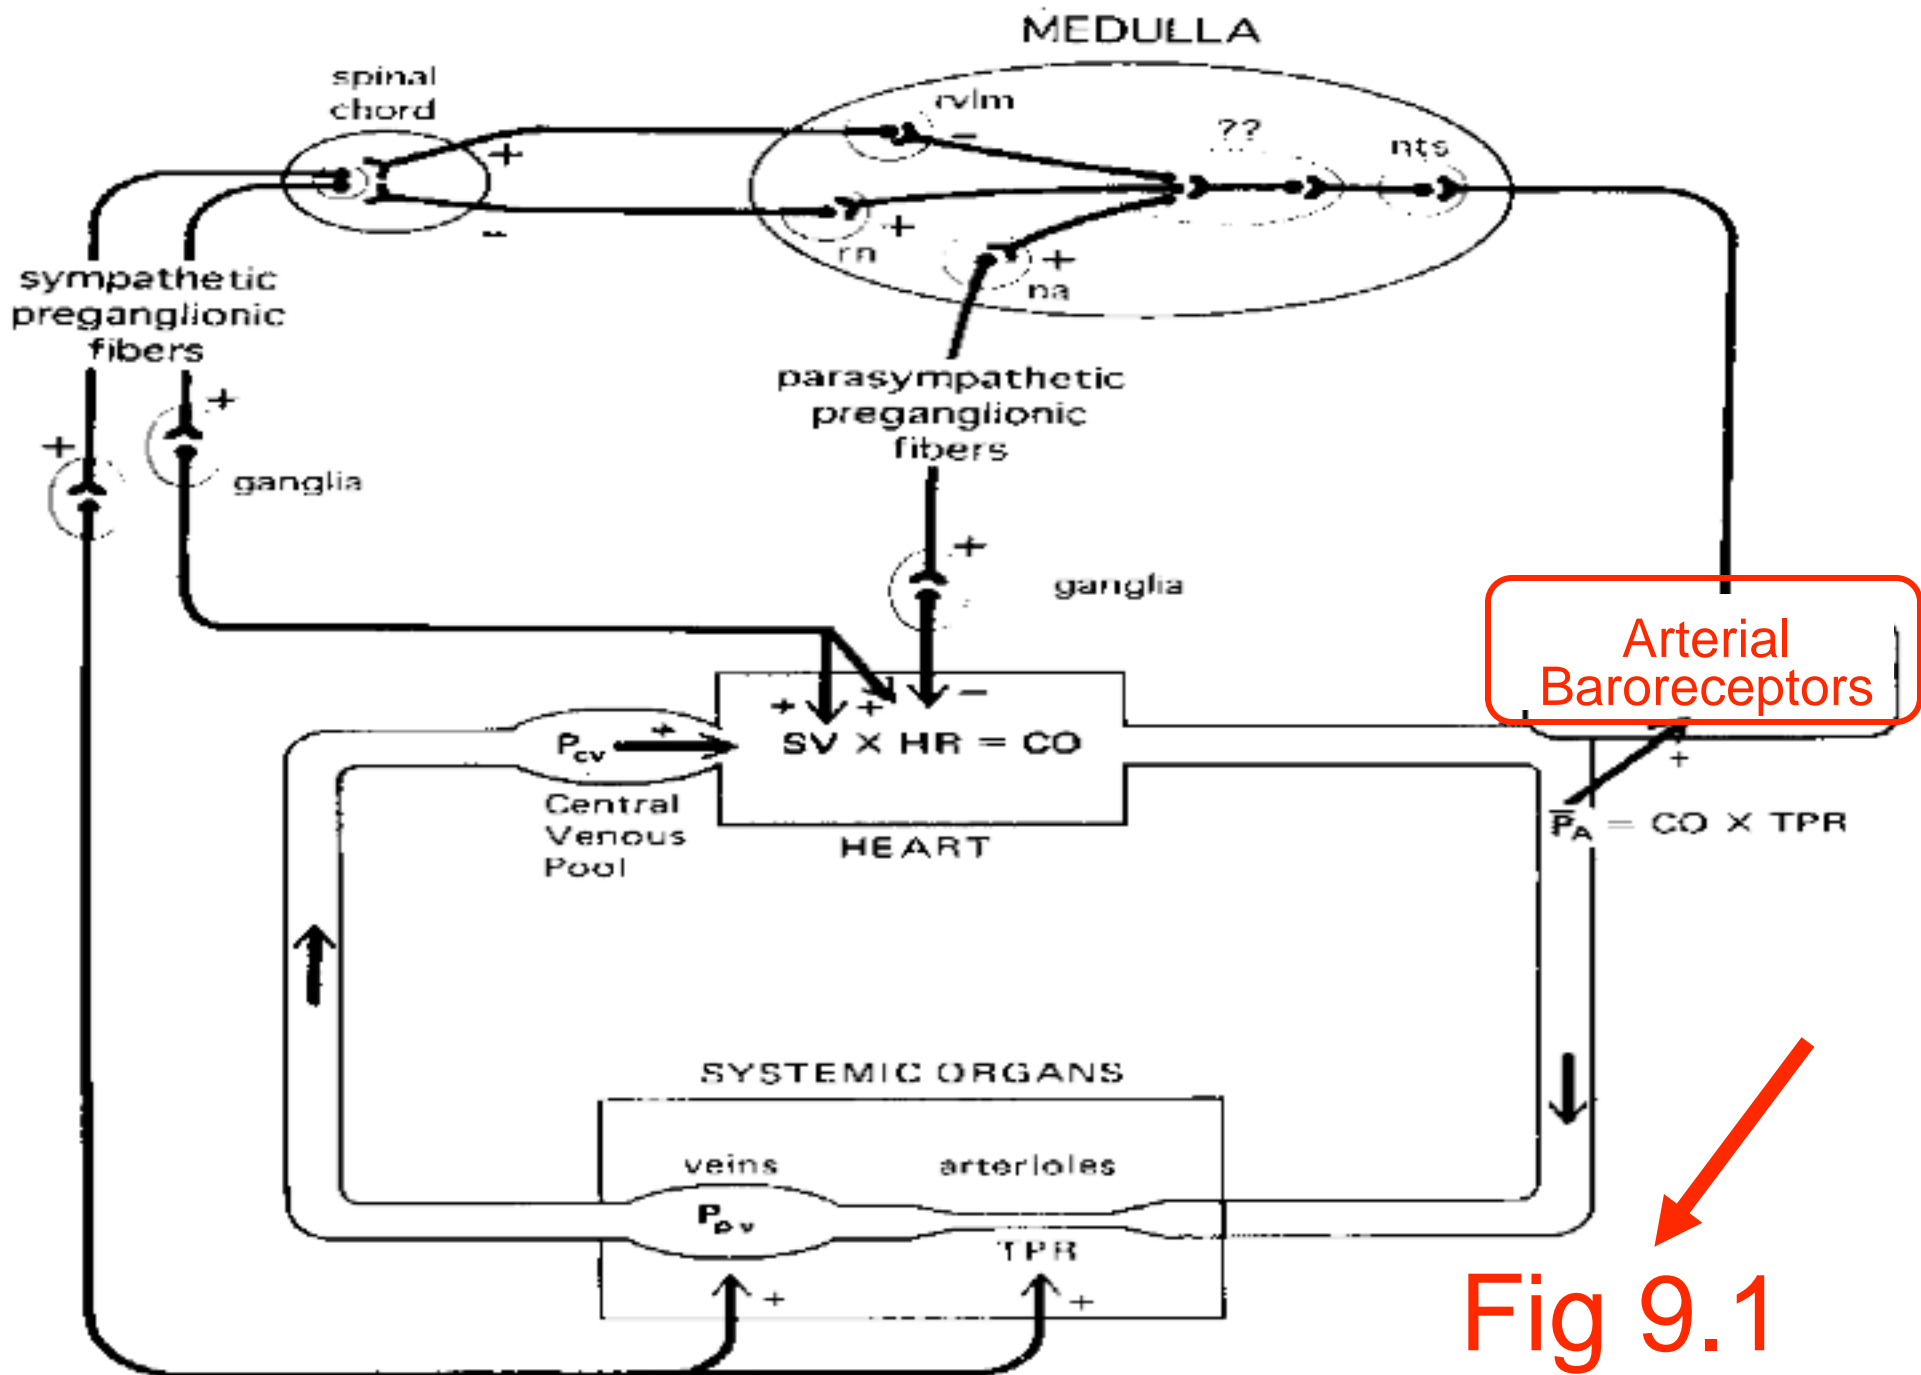 MEDULLA
spinal
chord
rvlm
-
??
nts
+
-
rn
+
+
na
sympathetic
preganglionic
fibers
parasympathetic
preganglionic
fibers
+
+
ganglia
+
ganglia
Arterial
Baroreceptors
+ + -
Pcv + SV X HR = CO
+
Central
Venous
Pool
HEART
P̅A = CO X TPR
SYSTEMIC ORGANS
veins arterioles
Ppv
TPR
+ +
Fig 9.1